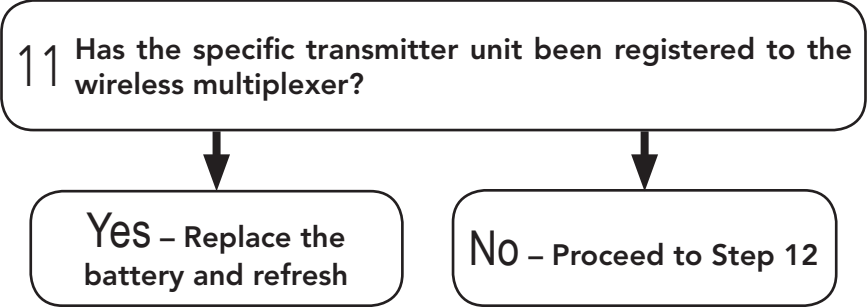 11 Has the specific transmitter unit been registered to the
wireless multiplexer?
Yes – Replace the
battery and refresh
No – Proceed to Step 12